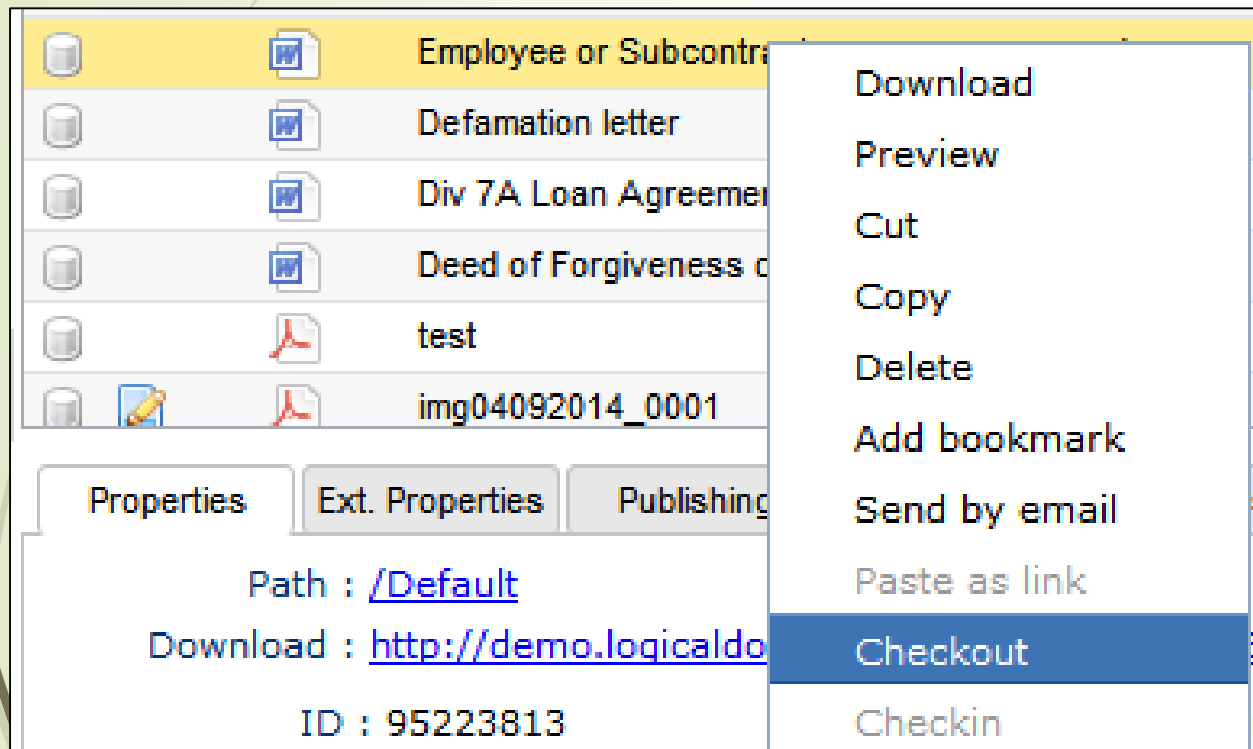 Employee or Subcontra
Defamation letter
Div 7A Loan Agreemer
Deed of Forgiveness
test
img04092014_0001
Download
Preview
Cut
Copy
Delete
Add bookmark
Send by email
Paste as link
Checkout
Checkin
Properties
Ext. Properties
Publishing
Path : /Default
Download : http://demo.logicaldo
ID : 95223813